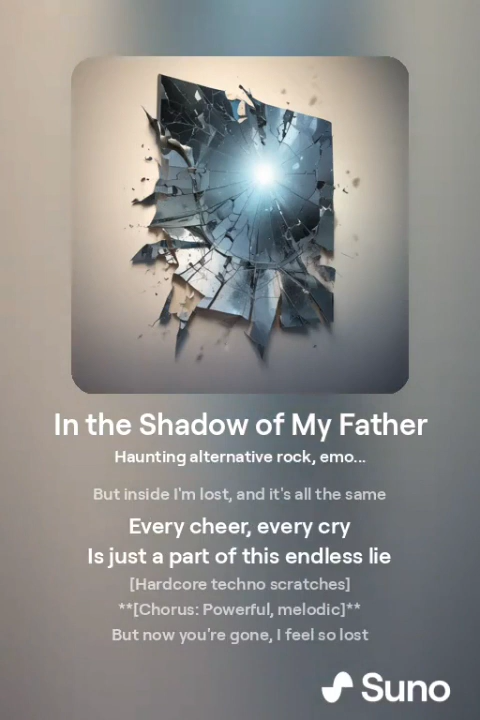 In the Shadow of My Father
Haunting alternative rock, emo...
But inside I'm lost, and it's all the same
Every cheer, every cry
Is just a part of this endless lie
[Hardcore techno scratches]
**[Chorus: Powerful, melodic]**
But now you're gone, I feel so lost
Suno